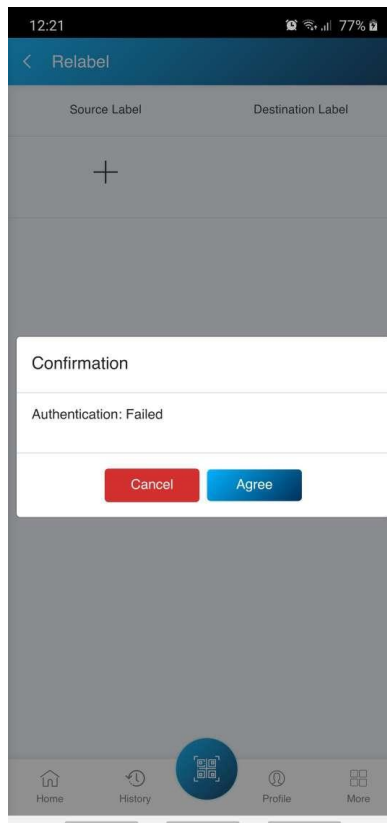 12:21
77%
Relabel
Source Label
Destination Label
Confirmation
Authentication: Failed
Cancel
Agree
Home
History
Profile
More